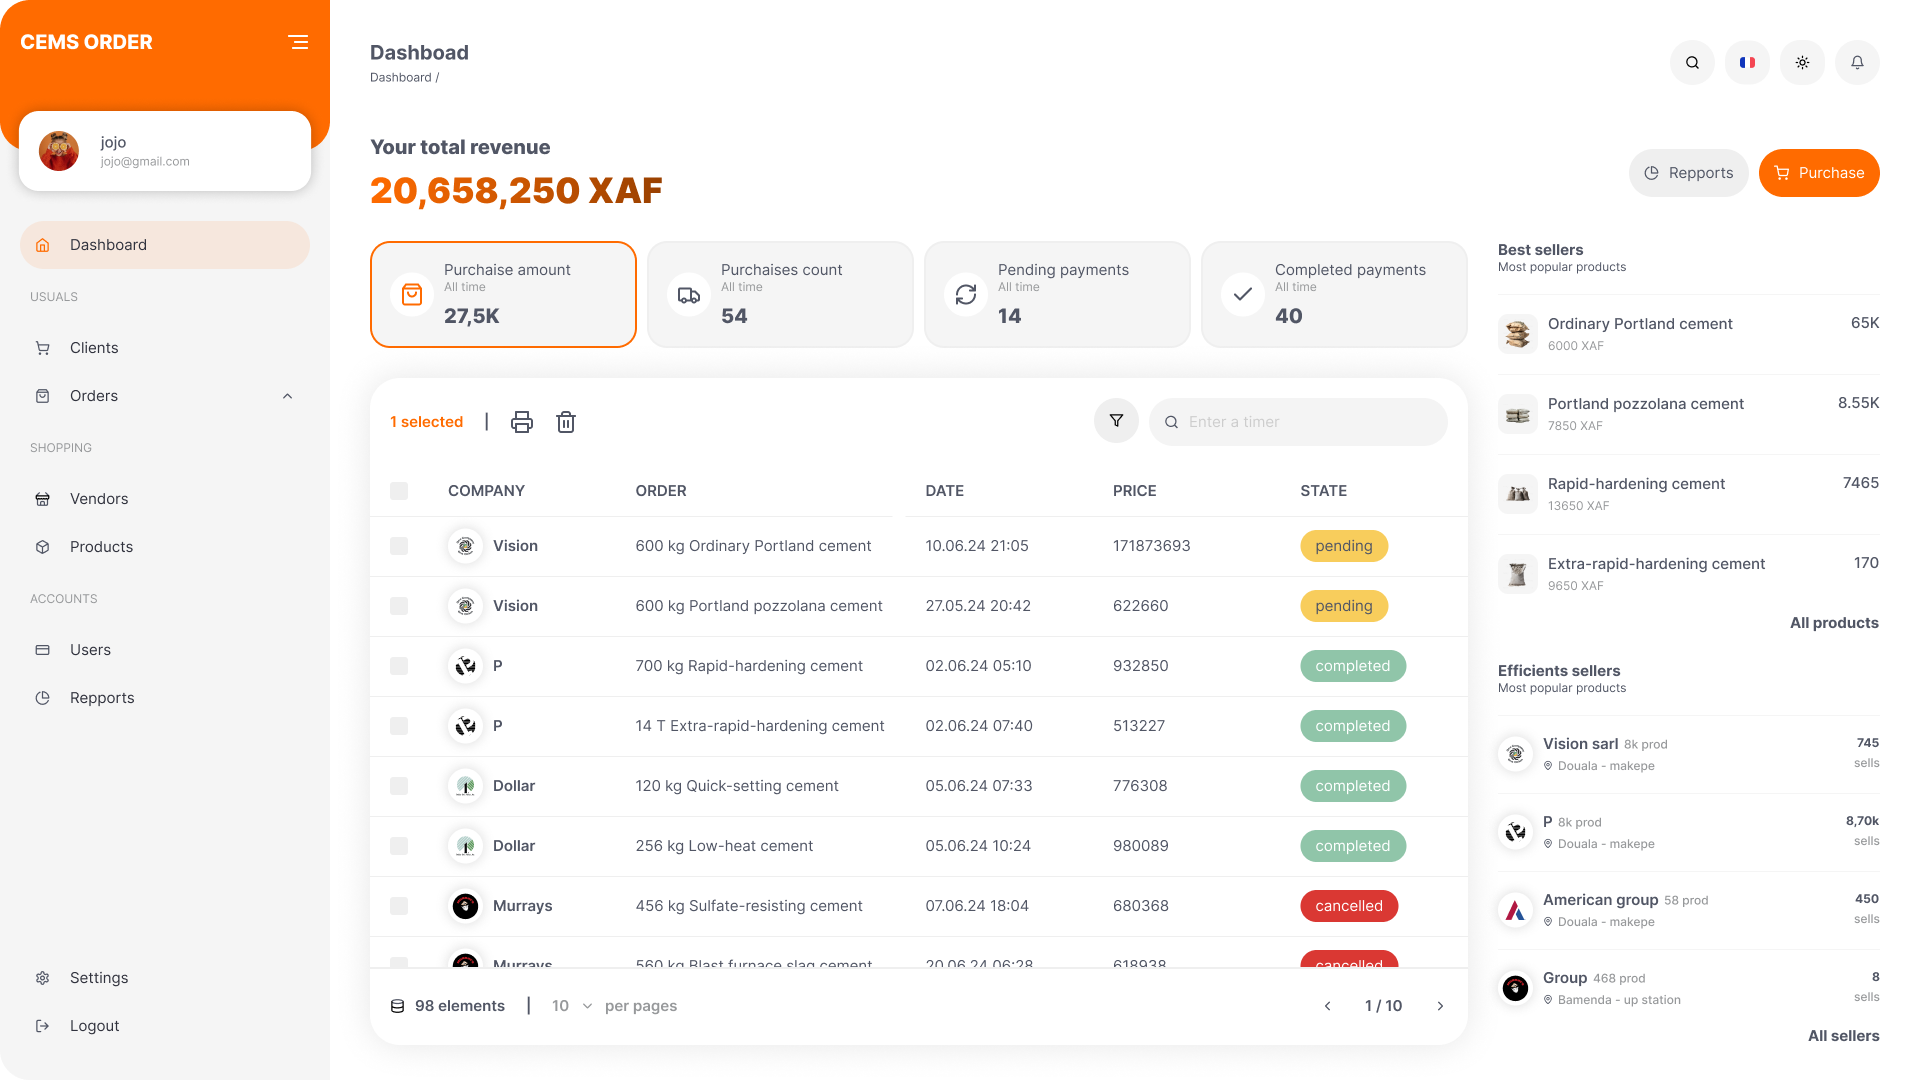 CEMS ORDER
jojo
jojo@gmail.com
Dashboard
USUALS
Clients
Orders
SHOPPING
Vendors
Products
ACCOUNTS
Users
Repports
Settings
Logout
Dashboad
Dashboard /
Your total revenue
20,658,250 XAF
Repports
Purchase
Purchaise amount
All time
27,5K
Purchaises count
All time
54
Pending payments
All time
14
Completed payments
All time
40
1 selected
Enter a timer
COMPANY ORDER DATE PRICE STATE
Vision 600 kg Ordinary Portland cement 10.06.24 21:05 171873693 pending
Vision 600 kg Portland pozzolana cement 27.05.24 20:42 622660 pending
P 700 kg Rapid-hardening cement 02.06.24 05:10 932850 completed
P 14 T Extra-rapid-hardening cement 02.06.24 07:40 513227 completed
Dollar 120 kg Quick-setting cement 05.06.24 07:33 776308 completed
Dollar 256 kg Low-heat cement 05.06.24 10:24 980089 completed
Murrays 456 kg Sulfate-resisting cement 07.06.24 18:04 680368 cancelled
Murrays 560 kg Blast furnace slag cement 20.06.24 06:28 618938 cancelled
98 elements 10 per pages 1 / 10
Best sellers
Most popular products
Ordinary Portland cement 65K
6000 XAF
Portland pozzolana cement 8.55K
7850 XAF
Rapid-hardening cement 7465
13650 XAF
Extra-rapid-hardening cement 170
9650 XAF
All products
Efficients sellers
Most popular products
Vision sarl 8k prod 745
Douala - makepe sells
P 8k prod 8,70k
Douala - makepe sells
American group 58 prod 450
Douala - makepe sells
Group 468 prod 8
Bamenda - up station sells
All sellers